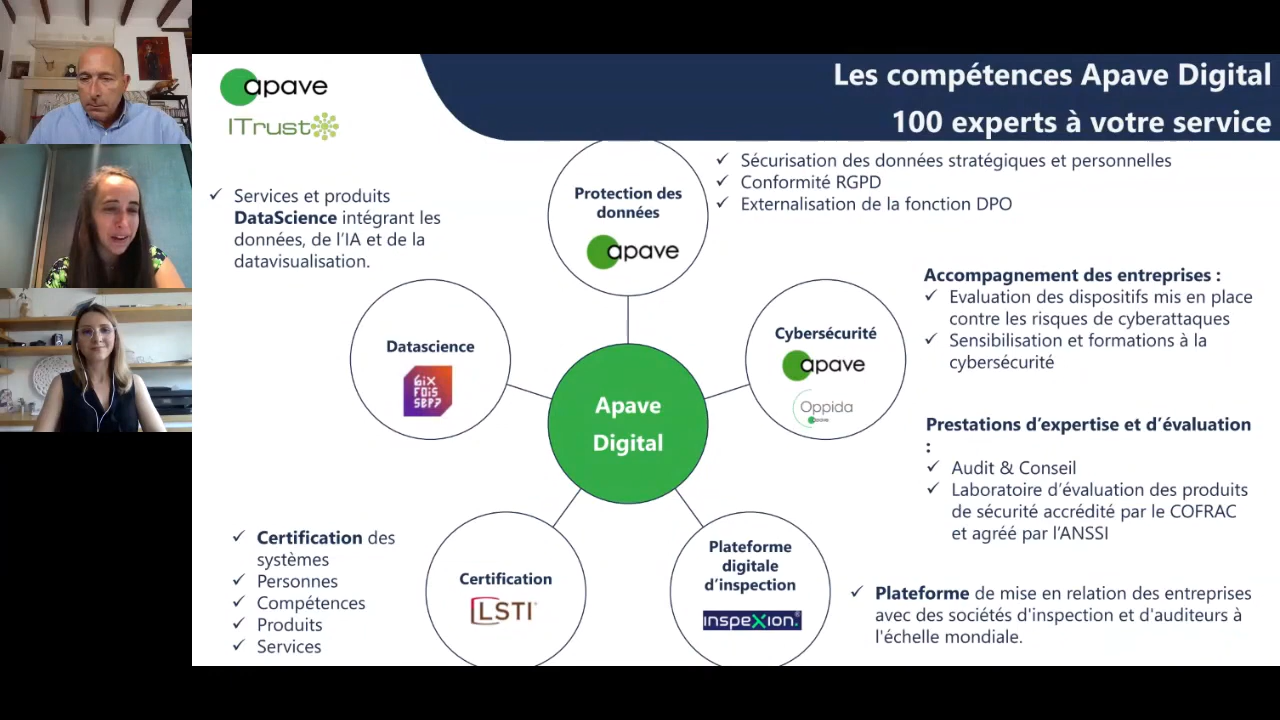 apave
ITrust
Les compétences Apave Digital
100 experts à votre service
✓ Services et produits
DataScience intégrant les
données, de l’IA et de la
datavisualisation.
Protection des
données
apave
✓ Sécurisation des données stratégiques et personnelles
✓ Conformité RGPD
✓ Externalisation de la fonction DPO
Datascience
6iX
FOiS
SEP7
Cybersécurité
apave
Oppida
apave
Accompagnement des entreprises :
✓ Evaluation des dispositifs mis en place
contre les risques de cyberattaques
✓ Sensibilisation et formations à la
cybersécurité
Apave
Digital
Prestations d’expertise et d’évaluation
:
✓ Audit & Conseil
✓ Laboratoire d’évaluation des produits
de sécurité accrédité par le COFRAC
et agréé par l’ANSSI
✓ Certification des
systèmes
✓ Personnes
✓ Compétences
✓ Produits
✓ Services
Certification
LSTI
Plateforme
digitale
d’inspection
inspeXion
✓ Plateforme de mise en relation des entreprises
avec des sociétés d'inspection et d'auditeurs à
l'échelle mondiale.